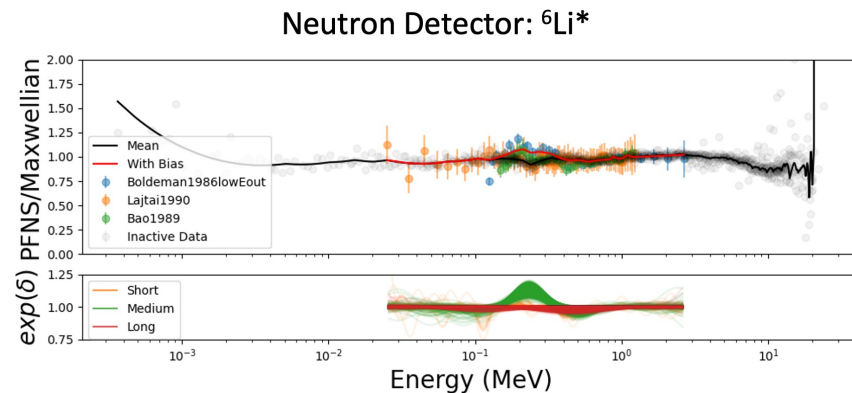 Neutron Detector: ⁶Li*
PFNS/Maxwellian
2.00
1.75
1.50
1.25
1.00
0.75
0.50
0.25
0.00
Mean
With Bias
Boldeman1986lowEout
Lajtai1990
Bao1989
Inactive Data
exp(δ)
1.25
1.00
0.75
Short
Medium
Long
10⁻³
10⁻²
10⁻¹
10⁰
10¹
Energy (MeV)